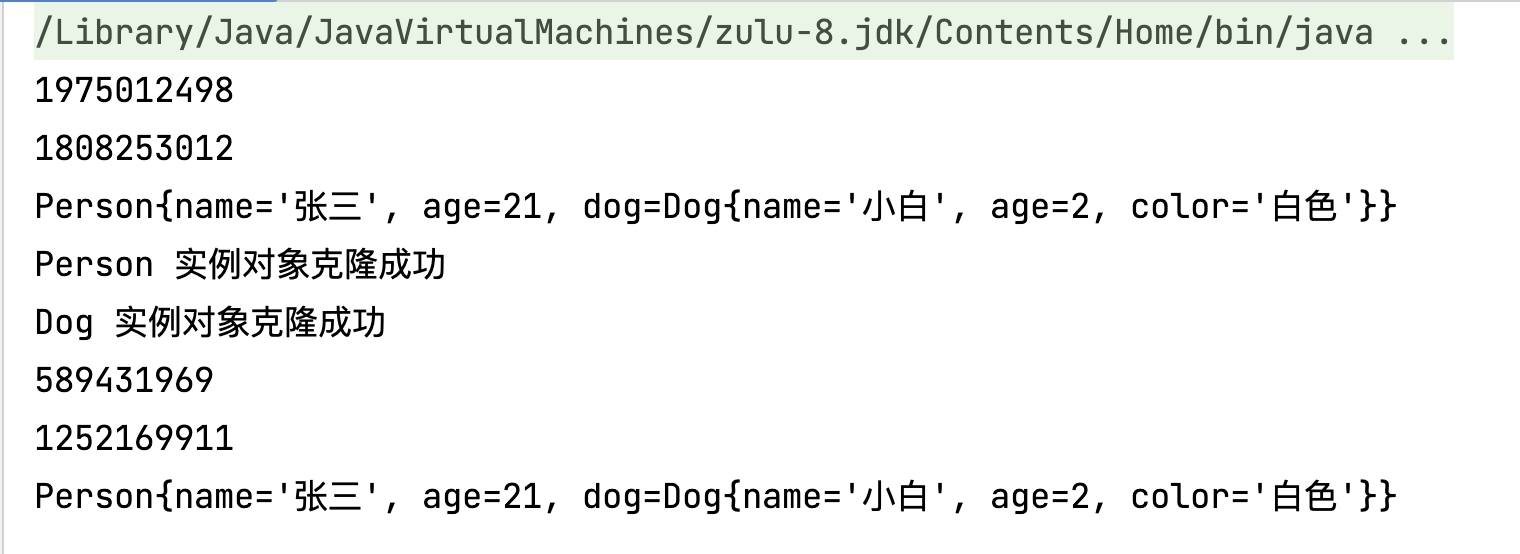 /Library/Java/JavaVirtualMachines/zulu-8.jdk/Contents/Home/bin/java ...
1975012498
1808253012
Person{name='张三', age=21, dog=Dog{name='小白', age=2, color='白色'}}
Person 实例对象克隆成功
Dog 实例对象克隆成功
589431969
1252169911
Person{name='张三', age=21, dog=Dog{name='小白', age=2, color='白色'}}